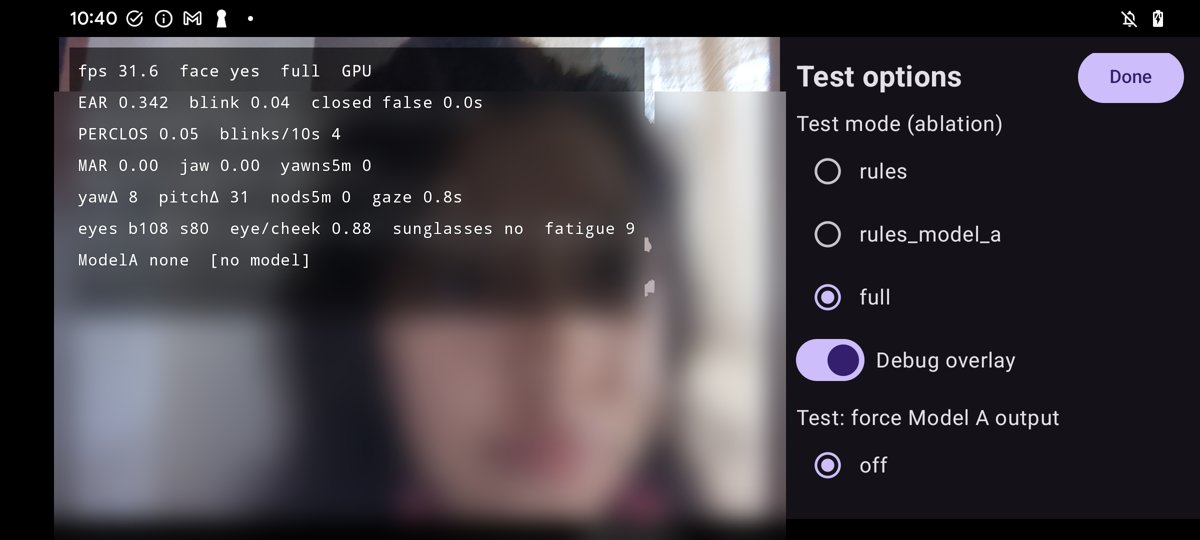 10:40
fps 31.6  face yes  full  GPU
EAR 0.342  blink 0.04  closed false 0.0s
PERCLOS 0.05  blinks/10s 4
MAR 0.00  jaw 0.00  yawns5m 0
yawΔ 8  pitchΔ 31  nods5m 0  gaze 0.8s
eyes b108 s80  eye/cheek 0.88  sunglasses no  fatigue 9
ModelA none  [no model]
Test options
Done
Test mode (ablation)
rules
rules_model_a
full
Debug overlay
Test: force Model A output
off